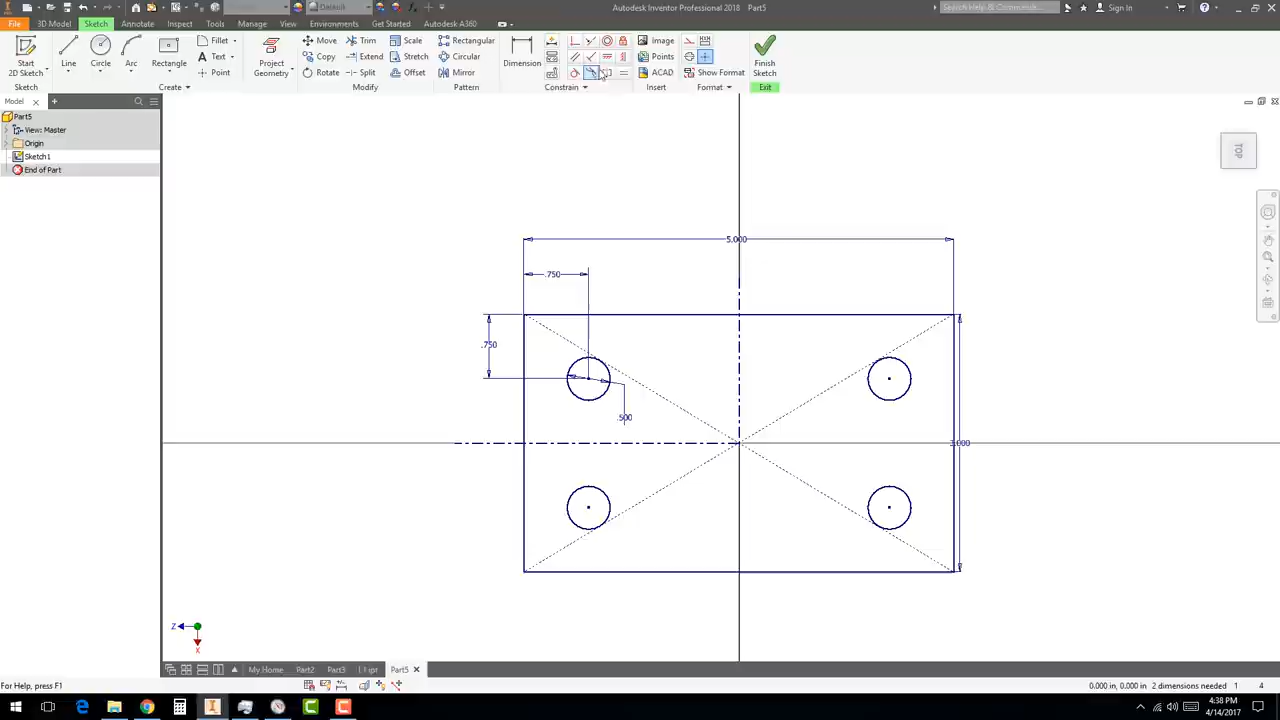 Autodesk Inventor Professional 2018 Part5
Search Help & Commands...
Sign In
File 3D Model Sketch Annotate Inspect Tools Manage View Environments Get Started Autodesk A360
Start
2D Sketch
Line
Circle
Arc
Rectangle
Fillet
Text
Point
Project
Geometry
Move
Copy
Rotate
Trim
Extend
Split
Scale
Stretch
Offset
Rectangular
Circular
Mirror
Dimension
Image
Points
ACAD
Show Format
Finish
Sketch
Sketch Create Modify Pattern Constrain Insert Format Exit
Model
Part5
View: Master
Origin
Sketch1
End of Part
TOP
5.000
.750
.750
.500
3.000
Z
X
My Home Part2 Part3 Part5
For Help, press F1
0.000 in, 0.000 in 2 dimensions needed 1 4
4:38 PM
4/14/2017